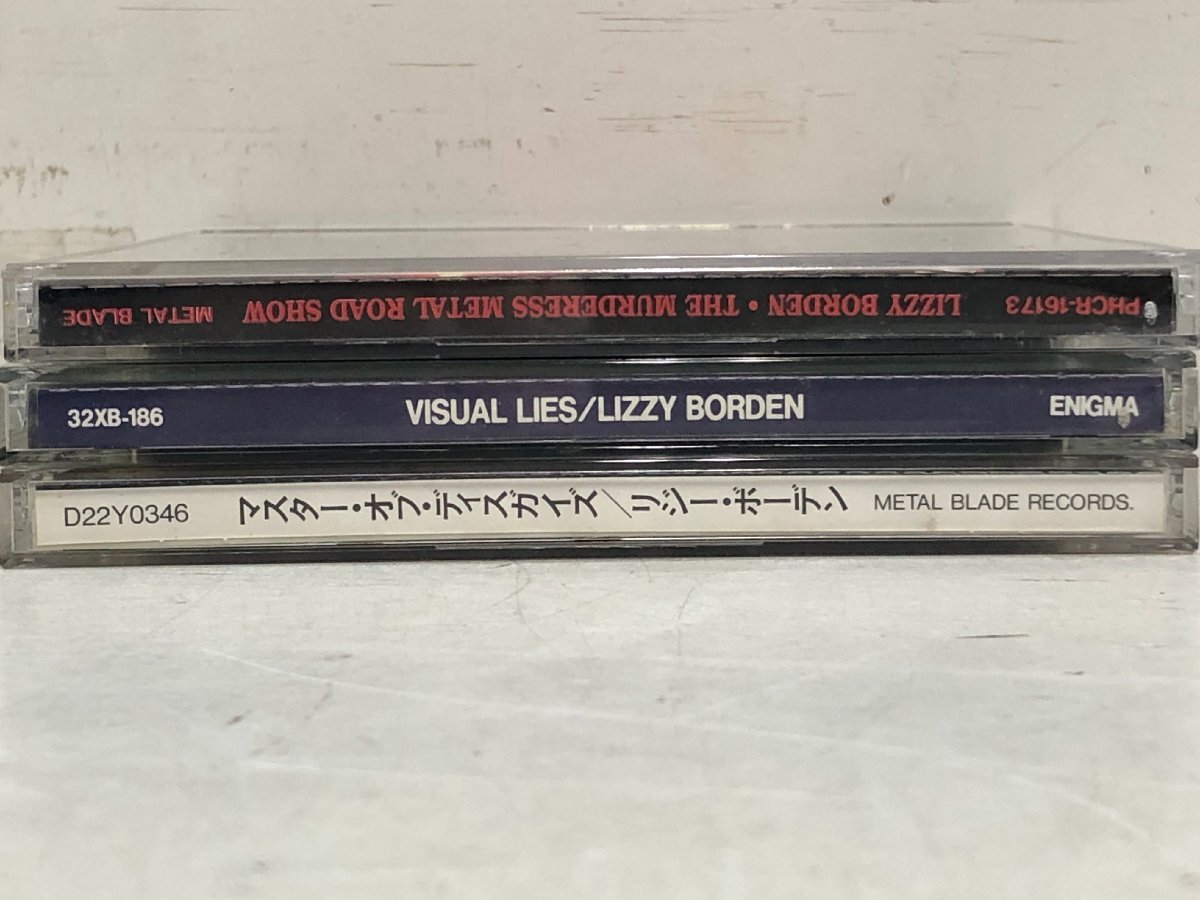 PHCR-16173 LIZZY BORDEN • THE MURDERESS METAL ROAD SHOW METAL BLADE
32XB-186 VISUAL LIES/LIZZY BORDEN ENIGMA
D22Y0346 マスター・オブ・ディスガイズ／リジー・ボーデン METAL BLADE RECORDS.